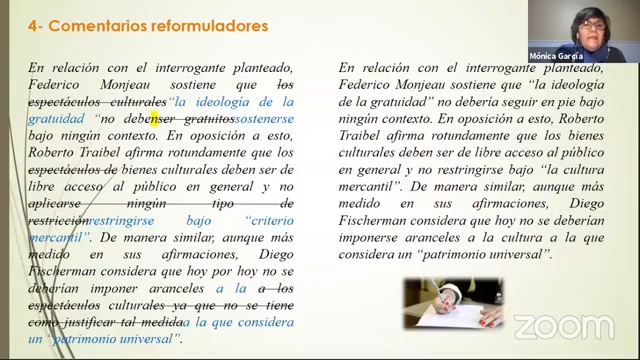 4- Comentarios reformuladores
Mónica García
En relación con el interrogante planteado,
Federico Monjeau sostiene que los
espectáculos culturales“la ideología de la
gratuidad “no debenser gratuitossostenerse
bajo ningún contexto. En oposición a esto,
Roberto Traibel afirma rotundamente que los
espectáculos de bienes culturales deben ser de
libre acceso al público en general y no
aplicarse ningún tipo de
restricciónrestringirse bajo “criterio
mercantil”. De manera similar, aunque más
medido en sus afirmaciones, Diego
Fischerman considera que hoy por hoy no se
deberían imponer aranceles a la a los
espectáculos culturales ya que no se tiene
como justificar tal medidaa la que considera
un “patrimonio universal”.
En relación con el interrogante planteado,
Federico Monjeau sostiene que “la ideología
de la gratuidad” no debería seguir en pie bajo
ningún contexto. En oposición a esto, Roberto
Traibel afirma rotundamente que los bienes
culturales deben ser de libre acceso al público
en general y no restringirse bajo “la cultura
mercantil”. De manera similar, aunque más
medido en sus afirmaciones, Diego
Fischerman considera que hoy no se deberían
imponerse aranceles a la cultura a la que
considera un “patrimonio universal”.
zoom